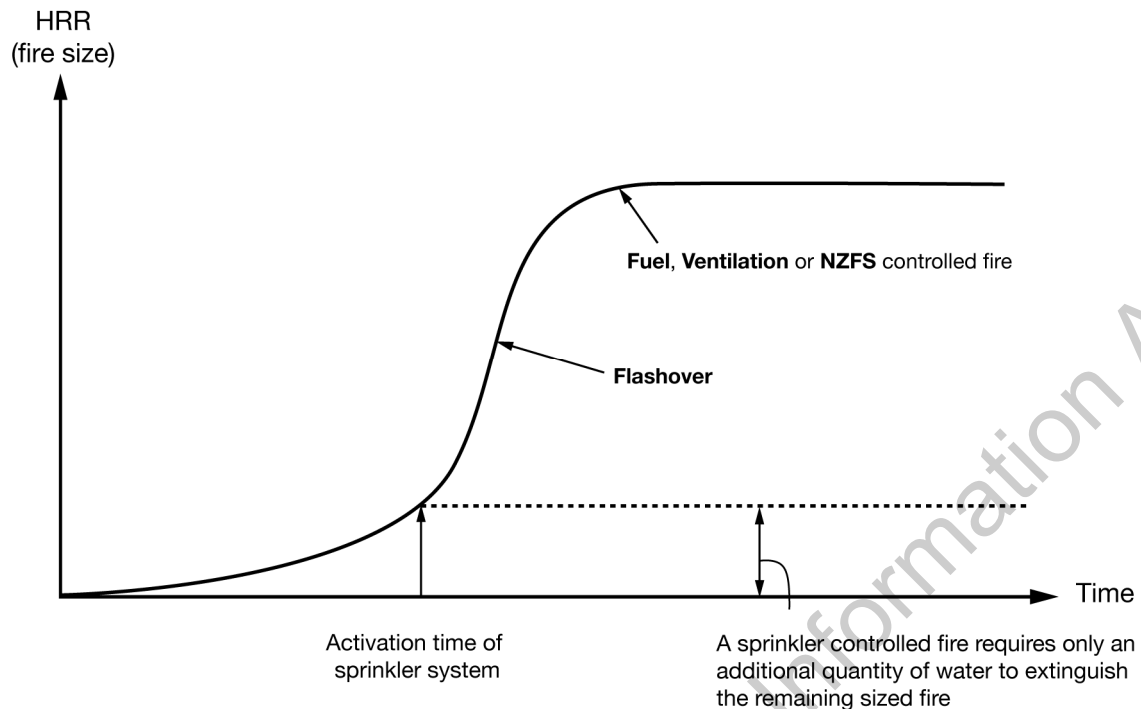 HRR
(fire size)
Fuel, Ventilation or NZFS controlled fire
Flashover
Time
Activation time of
sprinkler system
A sprinkler controlled fire requires only an
additional quantity of water to extinguish
the remaining sized fire
Information A